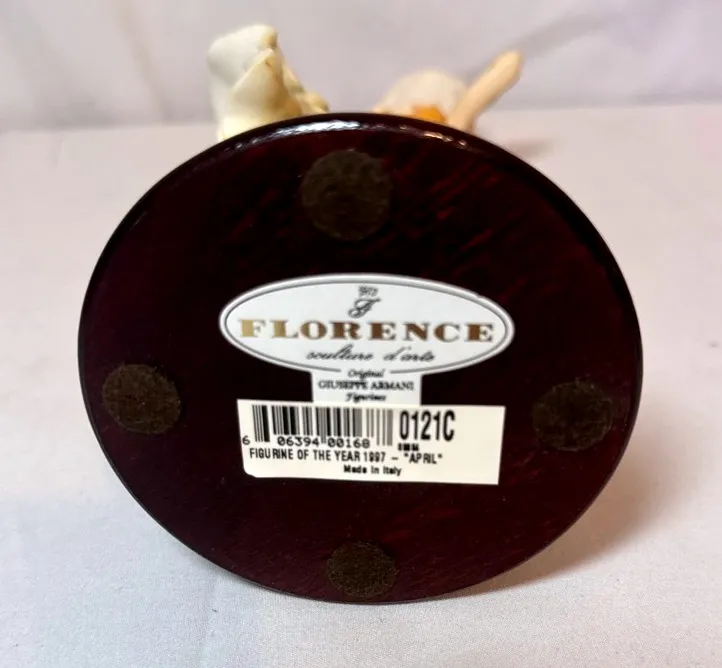 FLORENCE
sculture d'arte
Original
GIUSEPPE ARMANI
Figurines
0121C
6 06394 00168
FIGURINE OF THE YEAR 1997 - "APRIL"
Made in Italy